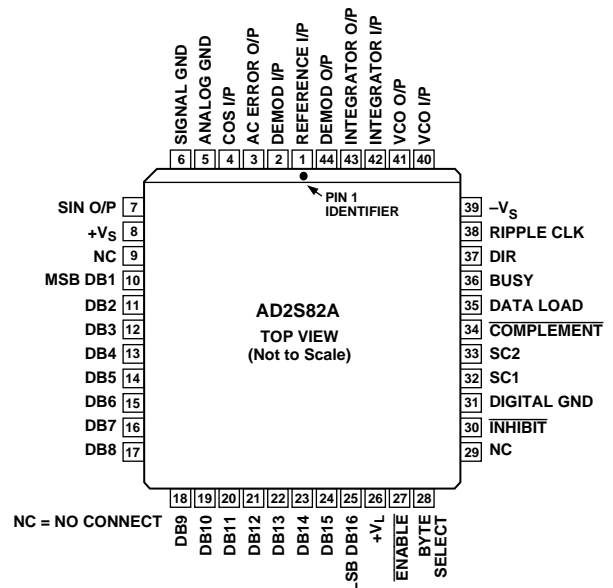 SIGNAL GND
ANALOG GND
COS I/P
AC ERROR O/P
DEMOD I/P
REFERENCE I/P
DEMOD O/P
INTEGRATOR O/P
INTEGRATOR I/P
VCO O/P
VCO I/P
6 5 4 3 2 1 44 43 42 41 40
PIN 1
IDENTIFIER
SIN O/P 7
+VS 8
NC 9
MSB DB1 10
DB2 11
DB3 12
DB4 13
DB5 14
DB6 15
DB7 16
DB8 17
AD2S82A
TOP VIEW
(Not to Scale)
39 –VS
38 RIPPLE CLK
37 DIR
36 BUSY
35 DATA LOAD
34 COMPLEMENT
33 SC2
32 SC1
31 DIGITAL GND
30 INHIBIT
29 NC
18 19 20 21 22 23 24 25 26 27 28
NC = NO CONNECT
DB9
DB10
DB11
DB12
DB13
DB14
DB15
DB16
+VL
ENABLE
BYTE
SELECT